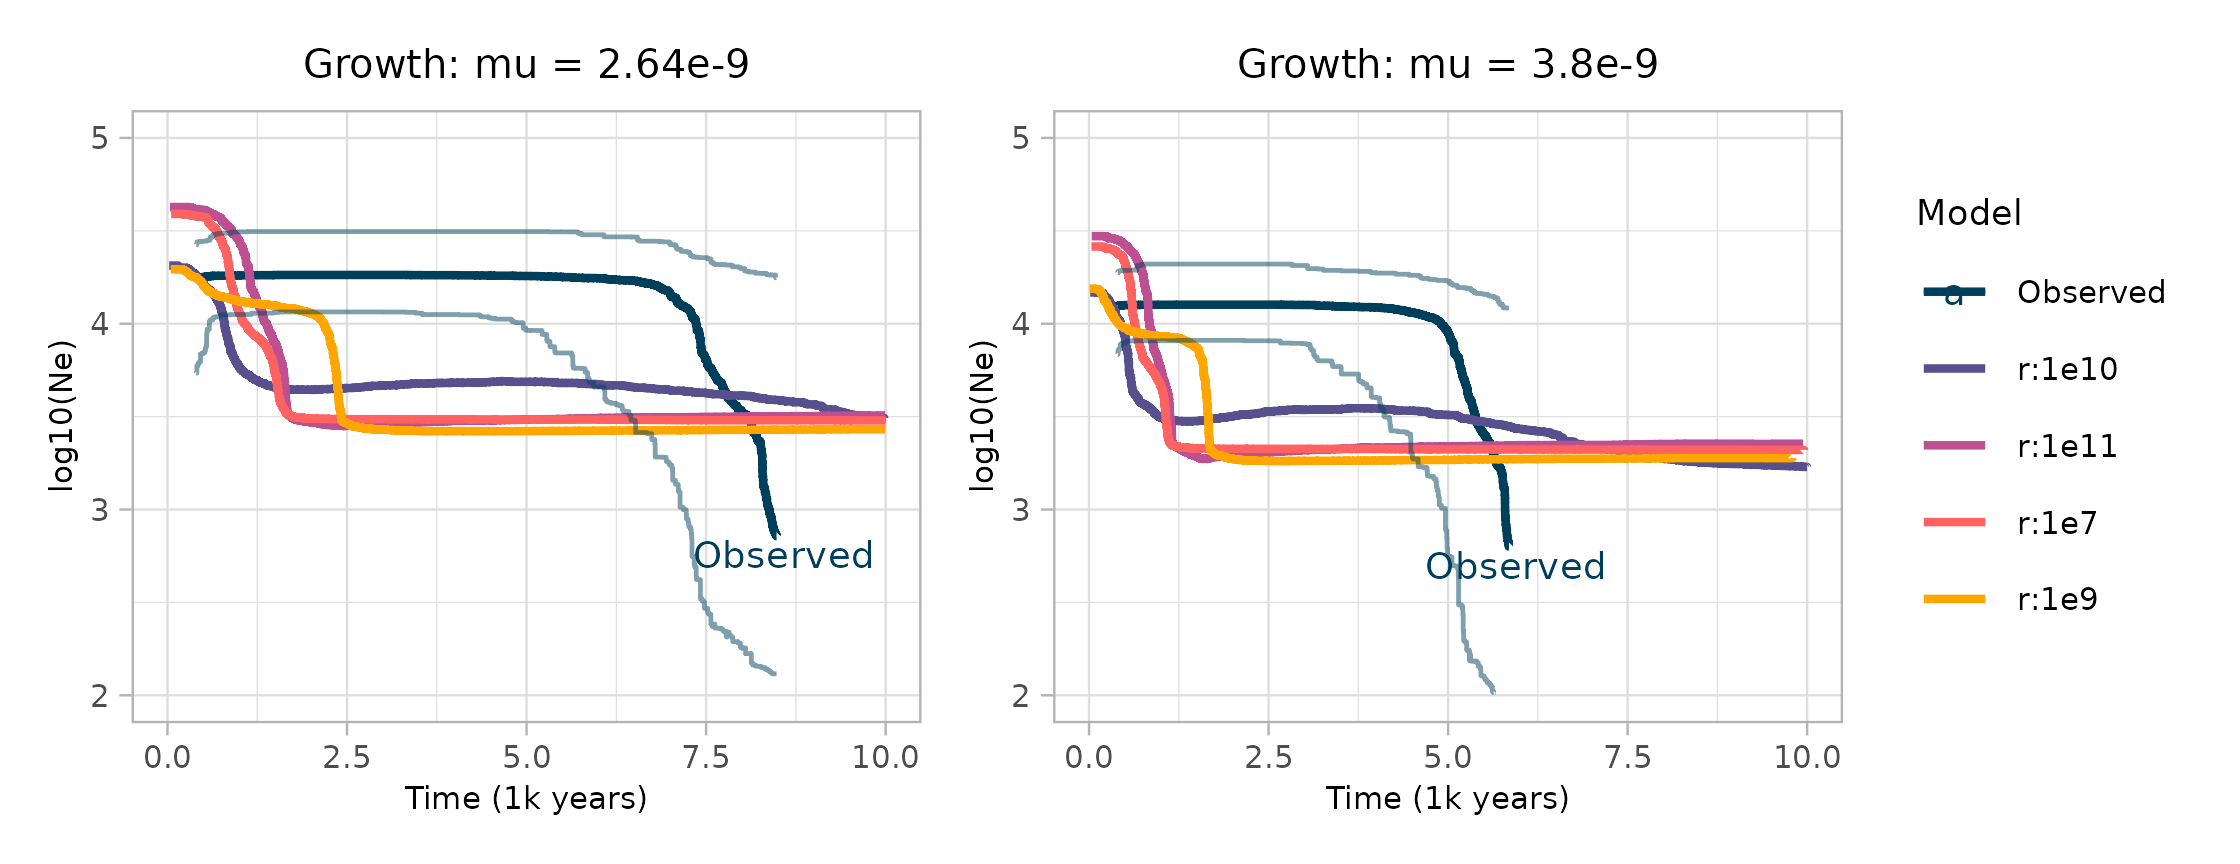 Growth: mu = 2.64e-9
Growth: mu = 3.8e-9
5
4
3
2
log10(Ne)
0.0
2.5
5.0
7.5
10.0
Time (1k years)
Observed
5
4
3
2
log10(Ne)
0.0
2.5
5.0
7.5
10.0
Time (1k years)
Observed
Model
a Observed
r:1e10
r:1e11
r:1e7
r:1e9